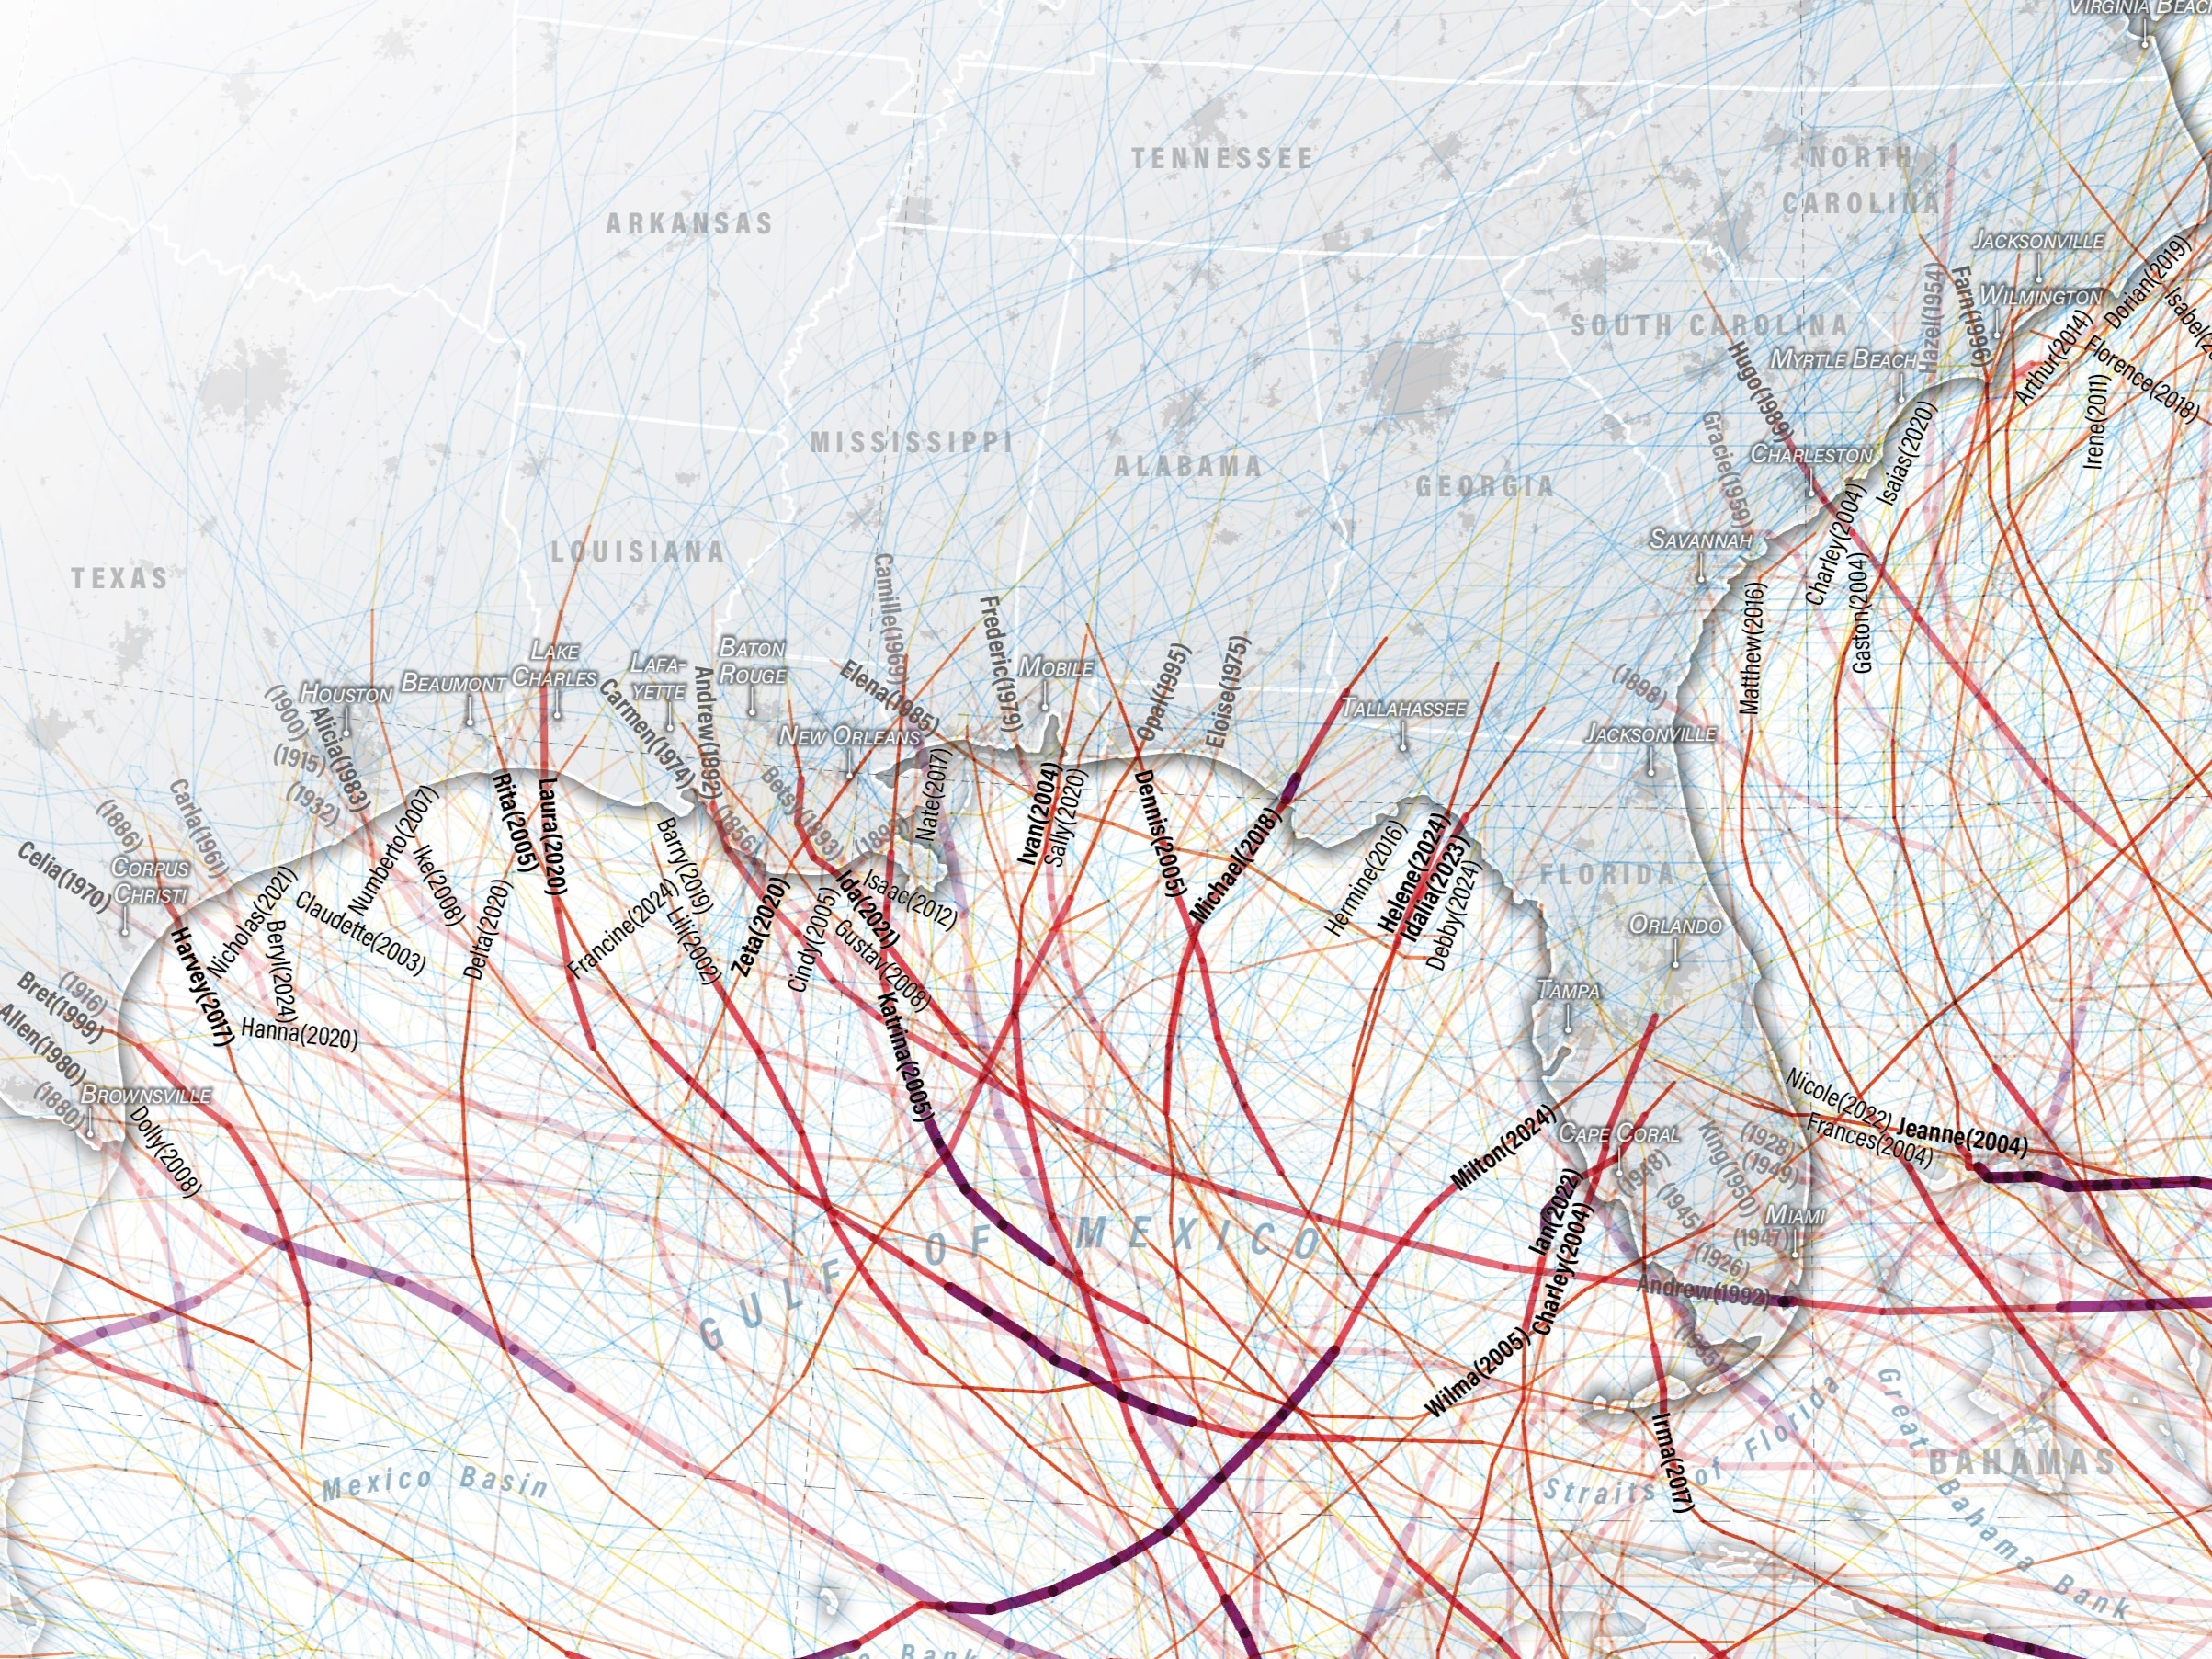 VIRGINIA BEAC
TENNESSEE
NORTH
CAROLINA
ARKANSAS
JACKSONVILLE
Dorian(2019)
Isabel(2
Hazel(1954)
Farn(1996)
WILMINGTON
SOUTH CAROLINA
Arthur(2014)
Florence(2018)
Hugo(1989)
MYRTLE BEACH
Irene(2011)
MISSISSIPPI
ALABAMA
GEORGIA
Gracie(1959)
CHARLESTON
Isaias(2020)
Charley(2004)
Gaston(2004)
SAVANNAH
LOUISIANA
TEXAS
Matthew(2016)
Camille(1969)
Frederic(1979)
Opal(1995)
Eloise(1975)
LAKE
CHARLES
LAFA-
YETTE
BATON
ROUGE
Elena(1985)
MOBILE
(1898)
HOUSTON
BEAUMONT
Carmen(1974)
Andrew(1992)
NEW ORLEANS
TALLAHASSEE
JACKSONVILLE
(1900)
Alicia(1983)
(1915)
(1932)
Carla(1961)
(1886)
Rita(2005)
Laura(2020)
(1856)
(1893)
Nate(2017)
Ivan(2004)
Sally(2020)
Dennis(2005)
Michael(2018)
Hermine(2016)
Helene(2024)
Idalia(2023)
Debby(2024)
FLORIDA
Celia(1970)
CORPUS
CHRISTI
Harvey(2017)
Nicholas(2021)
Beryl(2024)
Claudette(2003)
Numberto(2007)
Ike(2008)
Delta(2020)
Francine(2024)
Barry(2019)
Lili(2002)
Zeta(2020)
Cindy(2005)
Ida(2021)
Isaac(2012)
Gustav(2008)
Katrina(2005)
Hanna(2020)
ORLANDO
TAMPA
(1916)
Bret(1999)
Allen(1980)
(1880)
BROWNSVILLE
Dolly(2008)
Nicole(2022)
Jeanne(2004)
Frances(2004)
Milton(2024)
CAPE CORAL
(1948)
(1945)
King(1950)
(1928)
(1949)
MIAMI
(1947)
(1926)
Ian(2022)
Charley(2004)
Andrew(1992)
Wilma(2005)
Irma(2017)
GULF OF MEXICO
Mexico Basin
Straits of Florida
Great Bahama Bank
BAHAMAS
Bank